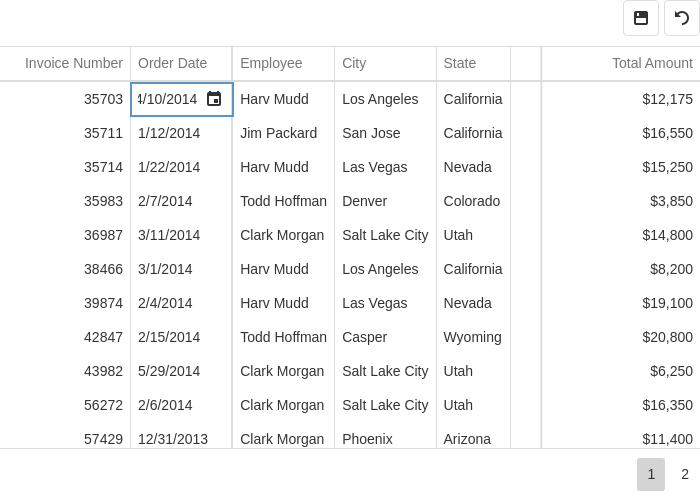 Invoice Number Order Date Employee City State Total Amount
35703 /10/2014 Harv Mudd Los Angeles California $12,175
35711 1/12/2014 Jim Packard San Jose California $16,550
35714 1/22/2014 Harv Mudd Las Vegas Nevada $15,250
35983 2/7/2014 Todd Hoffman Denver Colorado $3,850
36987 3/11/2014 Clark Morgan Salt Lake City Utah $14,800
38466 3/1/2014 Harv Mudd Los Angeles California $8,200
39874 2/4/2014 Harv Mudd Las Vegas Nevada $19,100
42847 2/15/2014 Todd Hoffman Casper Wyoming $20,800
43982 5/29/2014 Clark Morgan Salt Lake City Utah $6,250
56272 2/6/2014 Clark Morgan Salt Lake City Utah $16,350
57429 12/31/2013 Clark Morgan Phoenix Arizona $11,400
1 2